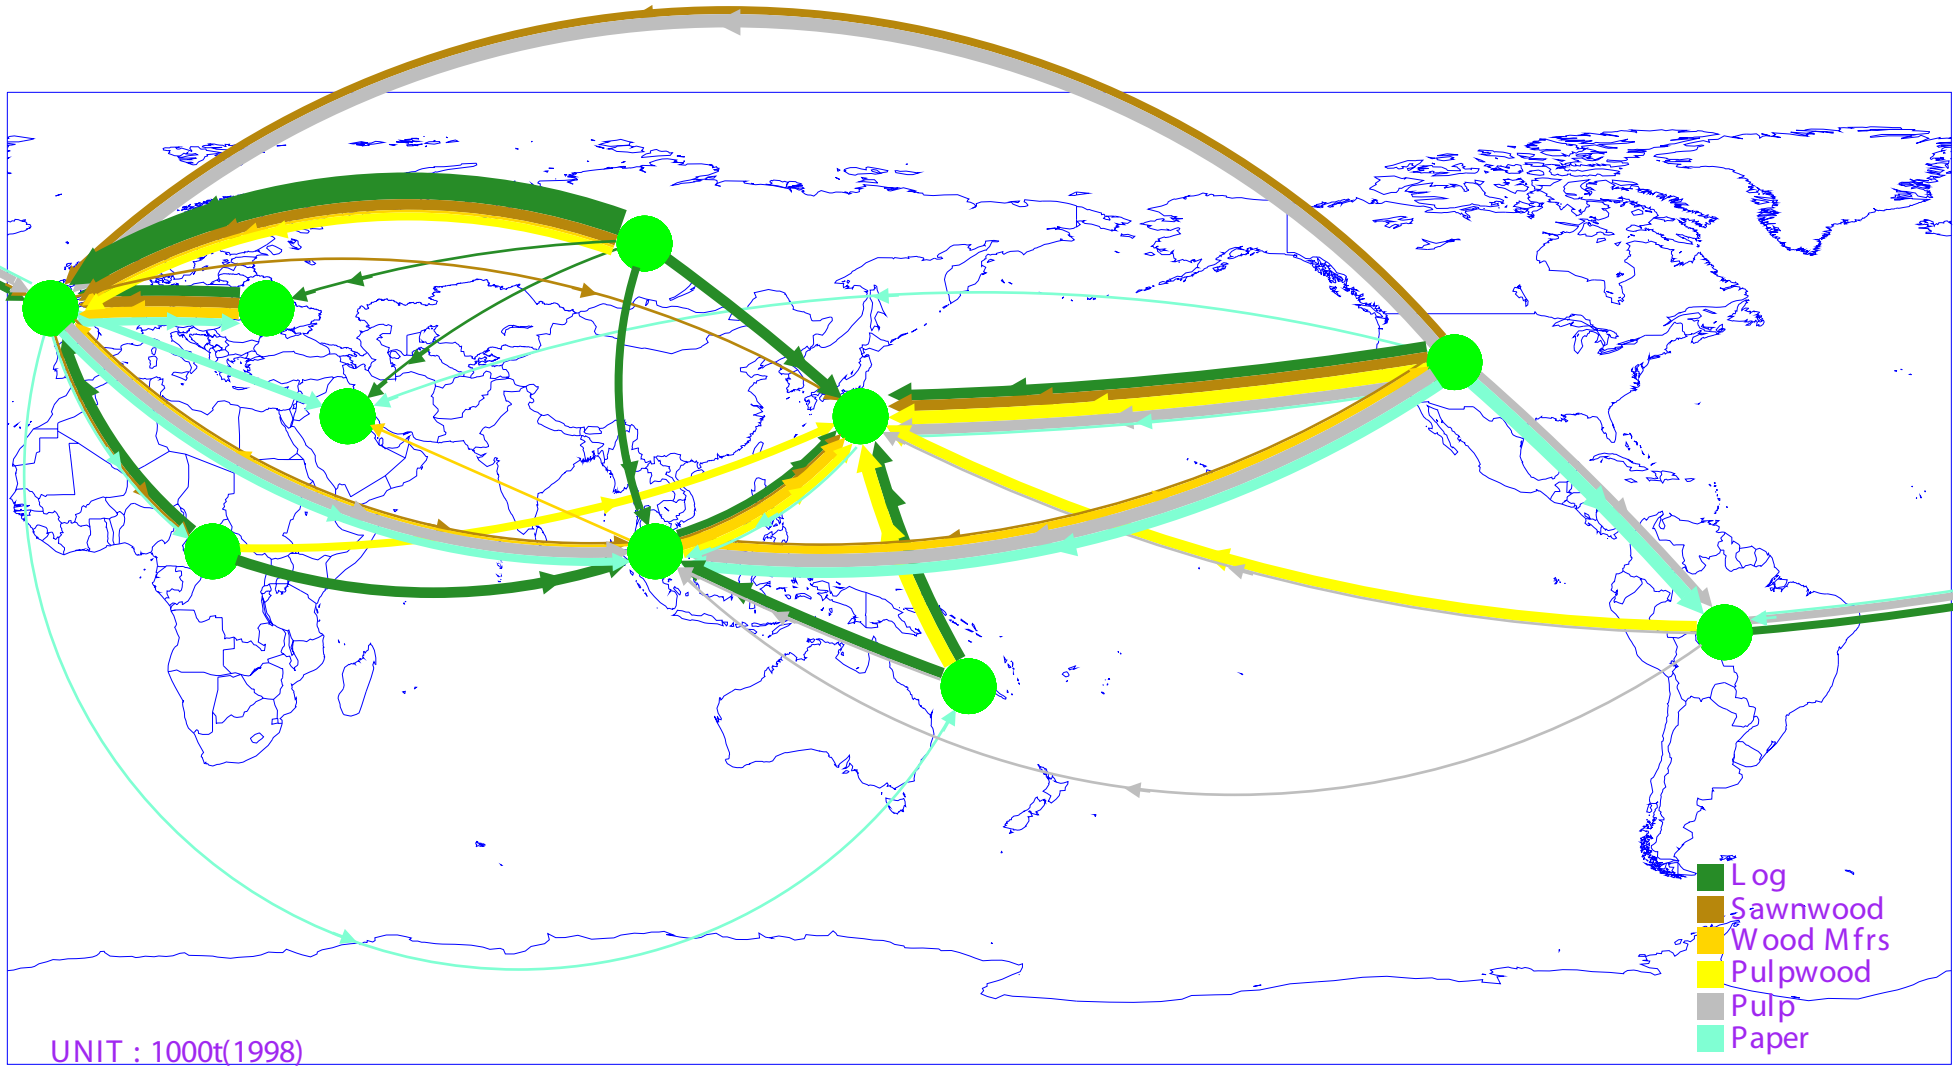 Log
Sawnwood
Wood Mfrs
Pulpwood
Pulp
Paper
UNIT : 1000t(1998)